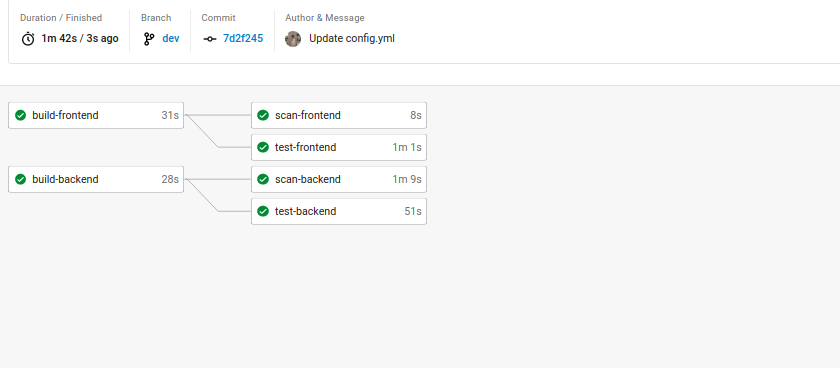 Duration / Finished
Branch
Commit
Author & Message
1m 42s / 3s ago
dev
7d2f245
Update config.yml
build-frontend 31s
scan-frontend 8s
test-frontend 1m 1s
build-backend 28s
scan-backend 1m 9s
test-backend 51s